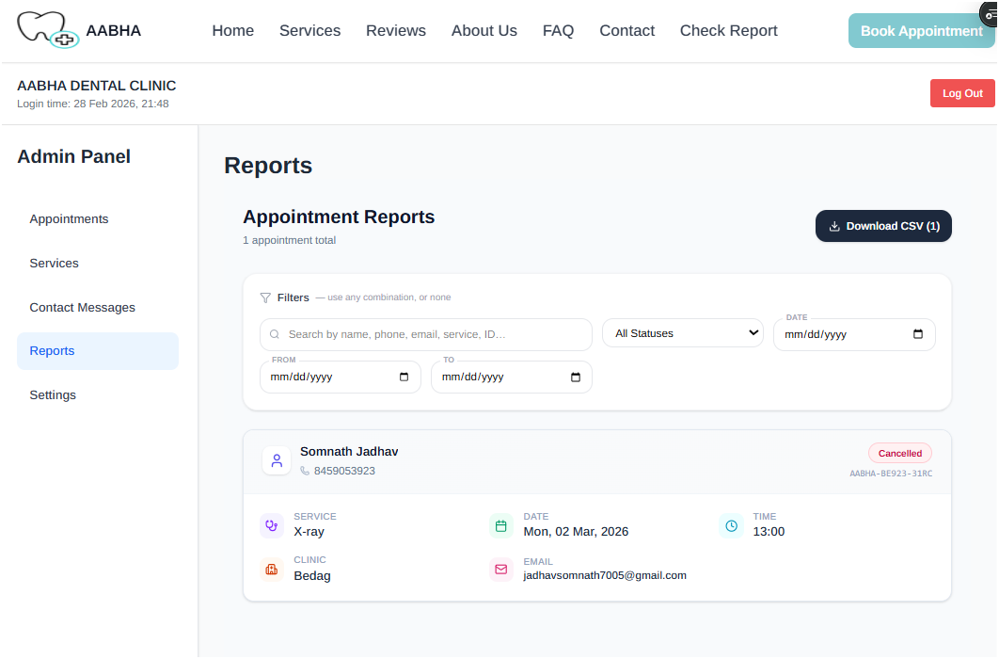 AABHA
Home Services Reviews About Us FAQ Contact Check Report
Book Appointment
AABHA DENTAL CLINIC
Login time: 28 Feb 2026, 21:48
Log Out
Admin Panel
Appointments
Services
Contact Messages
Reports
Settings
Reports
Appointment Reports
1 appointment total
Download CSV (1)
Filters — use any combination, or none
Search by name, phone, email, service, ID…
All Statuses
DATE
mm/dd/yyyy
FROM
mm/dd/yyyy
TO
mm/dd/yyyy
Somnath Jadhav
8459053923
Cancelled
AABHA-BE923-31RC
SERVICE
X-ray
DATE
Mon, 02 Mar, 2026
TIME
13:00
CLINIC
Bedag
EMAIL
jadhavsomnath7005@gmail.com